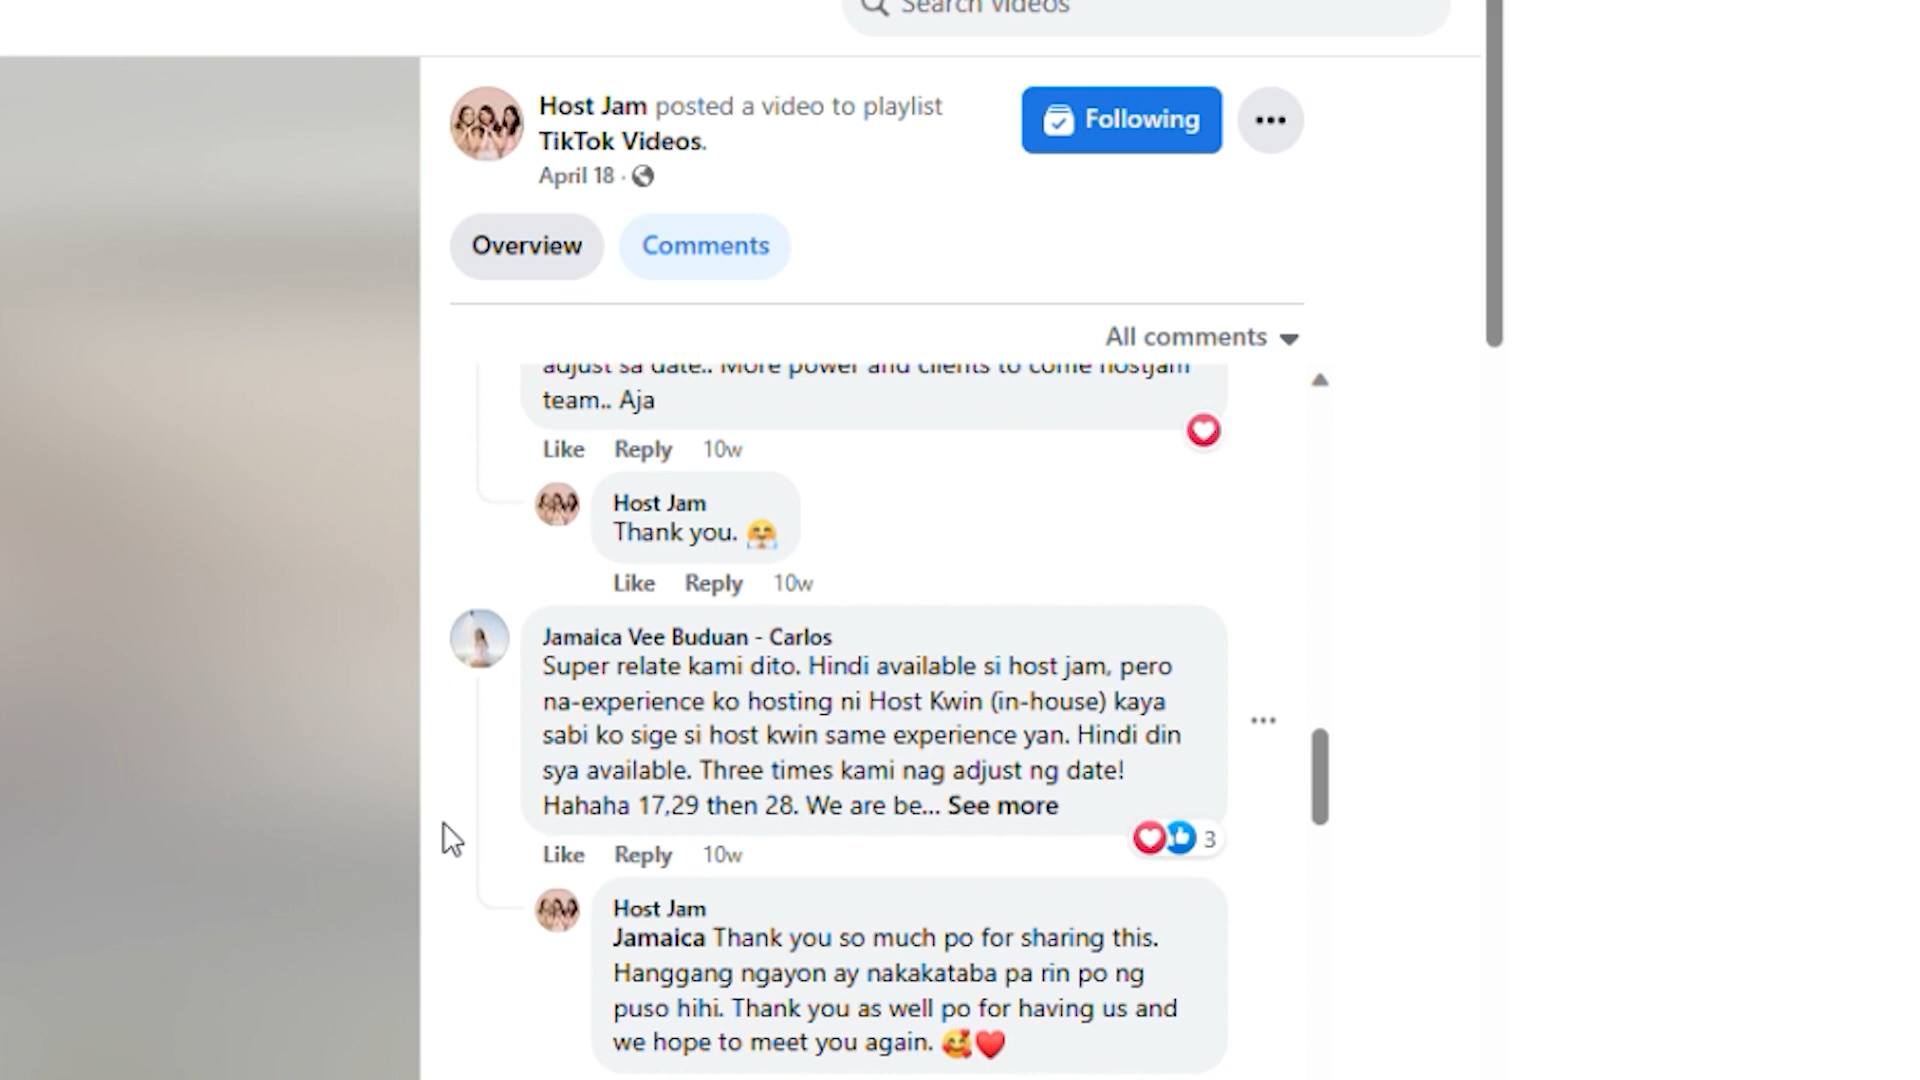 Search videos
Host Jam posted a video to playlist
TikTok Videos.
April 18 ·
Following
Overview
Comments
All comments
adjust sa date.. More power and clients to come hostjam
team.. Aja
Like Reply 10w
Host Jam
Thank you. 🤗
Like Reply 10w
Jamaica Vee Buduan - Carlos
Super relate kami dito. Hindi available si host jam, pero
na-experience ko hosting ni Host Kwin (in-house) kaya
sabi ko sige si host kwin same experience yan. Hindi din
sya available. Three times kami nag adjust ng date!
Hahaha 17,29 then 28. We are be... See more
3
Like Reply 10w
Host Jam
Jamaica Thank you so much po for sharing this.
Hanggang ngayon ay nakakataba pa rin po ng
puso hihi. Thank you as well po for having us and
we hope to meet you again. 🥰❤️